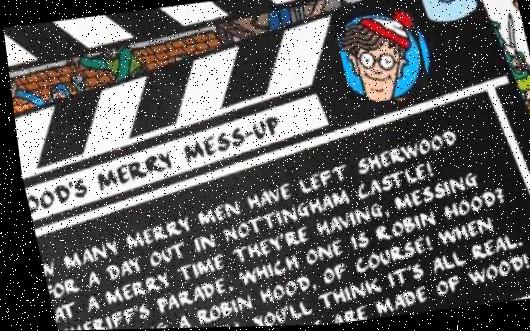 OOD'S MERRY MESS-UP
N MANY MERRY MEN HAVE LEFT SHERWOOD
FOR A DAY OUT IN NOTTINGHAM CASTLE!
AT A MERRY TIME THEY'RE HAVING, MESSING
SHERIFF'S PARADE. WHICH ONE IS ROBIN HOOD?
A ROBIN HOOD, OF COURSE! WHEN
YOU'LL THINK IT'S ALL REAL.
ARE MADE OF WOOD!